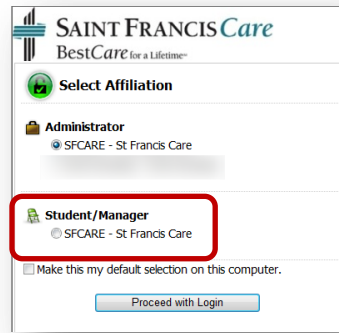 SAINT FRANCIS Care
BestCare for a Lifetime℠
Select Affiliation
Administrator
SFCARE - St Francis Care
Student/Manager
SFCARE - St Francis Care
Make this my default selection on this computer.
Proceed with Login